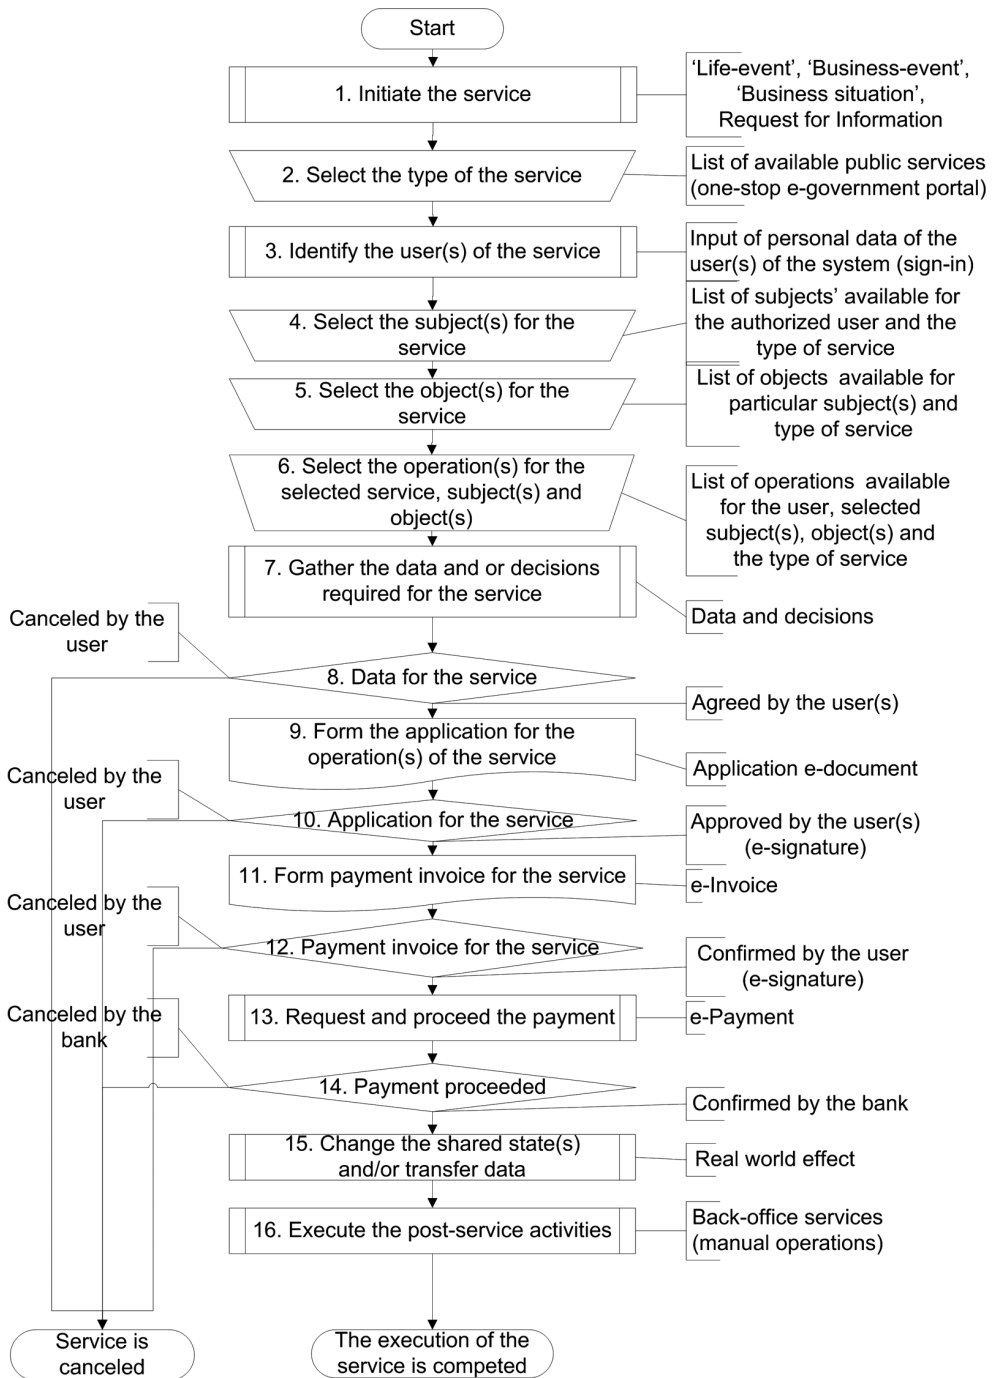 Start
1. Initiate the service
‘Life-event’, ‘Business-event’,
‘Business situation’,
Request for Information
2. Select the type of the service
List of available public services
(one-stop e-government portal)
3. Identify the user(s) of the service
Input of personal data of the
user(s) of the system (sign-in)
4. Select the subject(s) for the
service
List of subjects’ available for
the authorized user and the
type of service
5. Select the object(s) for the
service
List of objects available for
particular subject(s) and
type of service
6. Select the operation(s) for the
selected service, subject(s) and
object(s)
List of operations available
for the user, selected
subject(s), object(s) and
the type of service
7. Gather the data and or decisions
required for the service
Data and decisions
Canceled by the
user
8. Data for the service
Agreed by the user(s)
9. Form the application for the
operation(s) of the service
Application e-document
Canceled by the
user
10. Application for the service
Approved by the user(s)
(e-signature)
11. Form payment invoice for the service
e-Invoice
Canceled by the
user
12. Payment invoice for the service
Confirmed by the user
(e-signature)
13. Request and proceed the payment
e-Payment
Canceled by the
bank
14. Payment proceeded
Confirmed by the bank
15. Change the shared state(s)
and/or transfer data
Real world effect
16. Execute the post-service activities
Back-office services
(manual operations)
Service is
canceled
The execution of the
service is competed